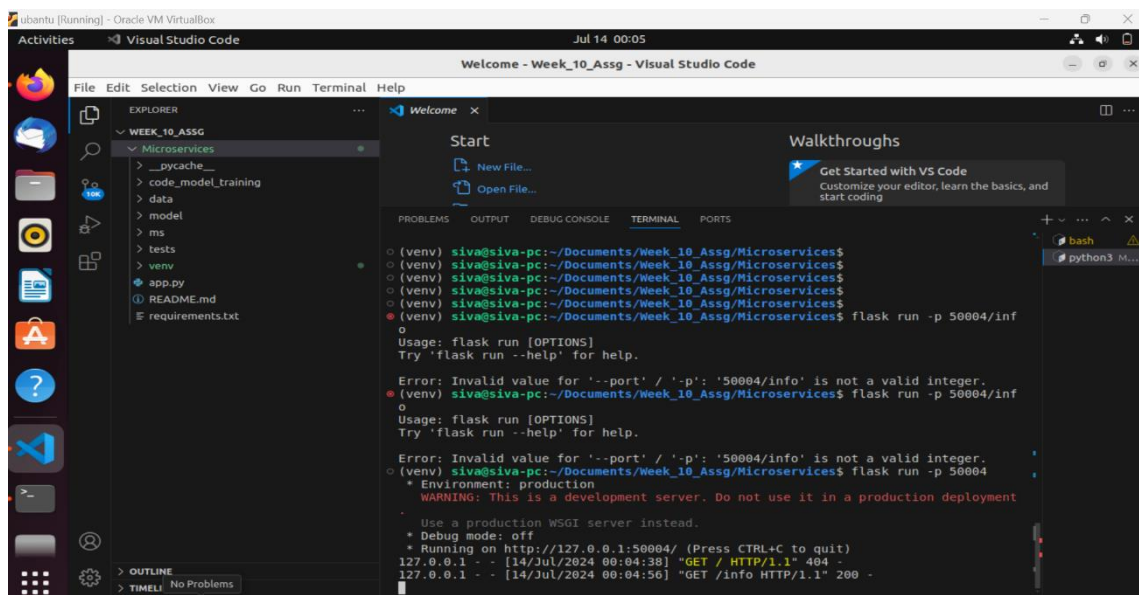 ubantu [Running] - Oracle VM VirtualBox
Activities
Visual Studio Code
Jul 14 00:05
Welcome - Week_10_Assg - Visual Studio Code
File Edit Selection View Go Run Terminal Help
EXPLORER
WEEK_10_ASSG
Microservices
__pycache__
code_model_training
data
model
ms
tests
venv
app.py
README.md
requirements.txt
10K
OUTLINE
TIMEL
No Problems
Welcome
Start
New File...
Open File...
Walkthroughs
Get Started with VS Code
Customize your editor, learn the basics, and
start coding
PROBLEMS OUTPUT DEBUG CONSOLE TERMINAL PORTS
bash
python3 M...
(venv) siva@siva-pc:~/Documents/Week_10_Assg/Microservices$
(venv) siva@siva-pc:~/Documents/Week_10_Assg/Microservices$
(venv) siva@siva-pc:~/Documents/Week_10_Assg/Microservices$
(venv) siva@siva-pc:~/Documents/Week_10_Assg/Microservices$
(venv) siva@siva-pc:~/Documents/Week_10_Assg/Microservices$
(venv) siva@siva-pc:~/Documents/Week_10_Assg/Microservices$ flask run -p 50004/inf
o
Usage: flask run [OPTIONS]
Try 'flask run --help' for help.
Error: Invalid value for '--port' / '-p': '50004/info' is not a valid integer.
(venv) siva@siva-pc:~/Documents/Week_10_Assg/Microservices$ flask run -p 50004/inf
o
Usage: flask run [OPTIONS]
Try 'flask run --help' for help.
Error: Invalid value for '--port' / '-p': '50004/info' is not a valid integer.
(venv) siva@siva-pc:~/Documents/Week_10_Assg/Microservices$ flask run -p 50004
* Environment: production
WARNING: This is a development server. Do not use it in a production deployment
.
Use a production WSGI server instead.
* Debug mode: off
* Running on http://127.0.0.1:50004/ (Press CTRL+C to quit)
127.0.0.1 - - [14/Jul/2024 00:04:38] "GET / HTTP/1.1" 404 -
127.0.0.1 - - [14/Jul/2024 00:04:56] "GET /info HTTP/1.1" 200 -